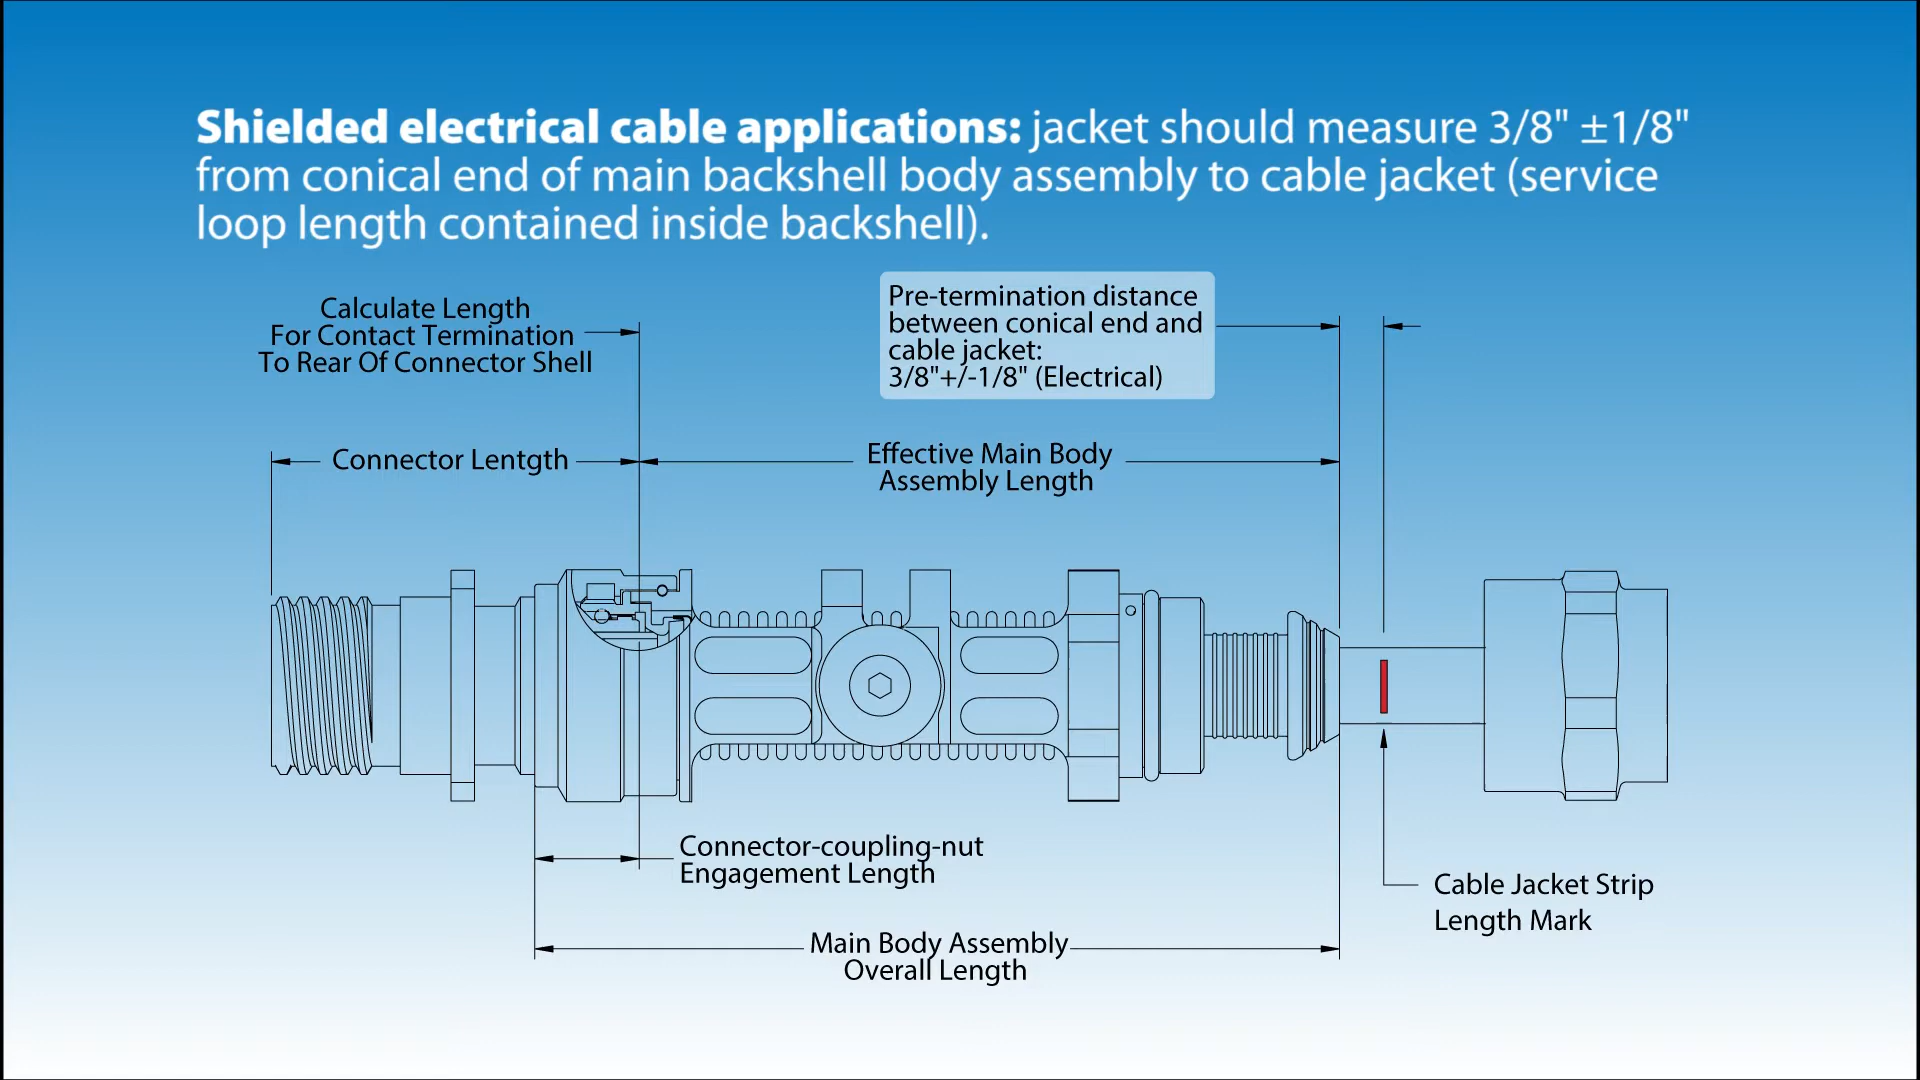 Shielded electrical cable applications: jacket should measure 3/8" ±1/8"
from conical end of main backshell body assembly to cable jacket (service
loop length contained inside backshell).
Calculate Length
For Contact Termination
To Rear Of Connector Shell
Pre-termination distance
between conical end and
cable jacket:
3/8"+/-1/8" (Electrical)
Connector Lentgth
Effective Main Body
Assembly Length
Connector-coupling-nut
Engagement Length
Cable Jacket Strip
Length Mark
Main Body Assembly
Overall Length